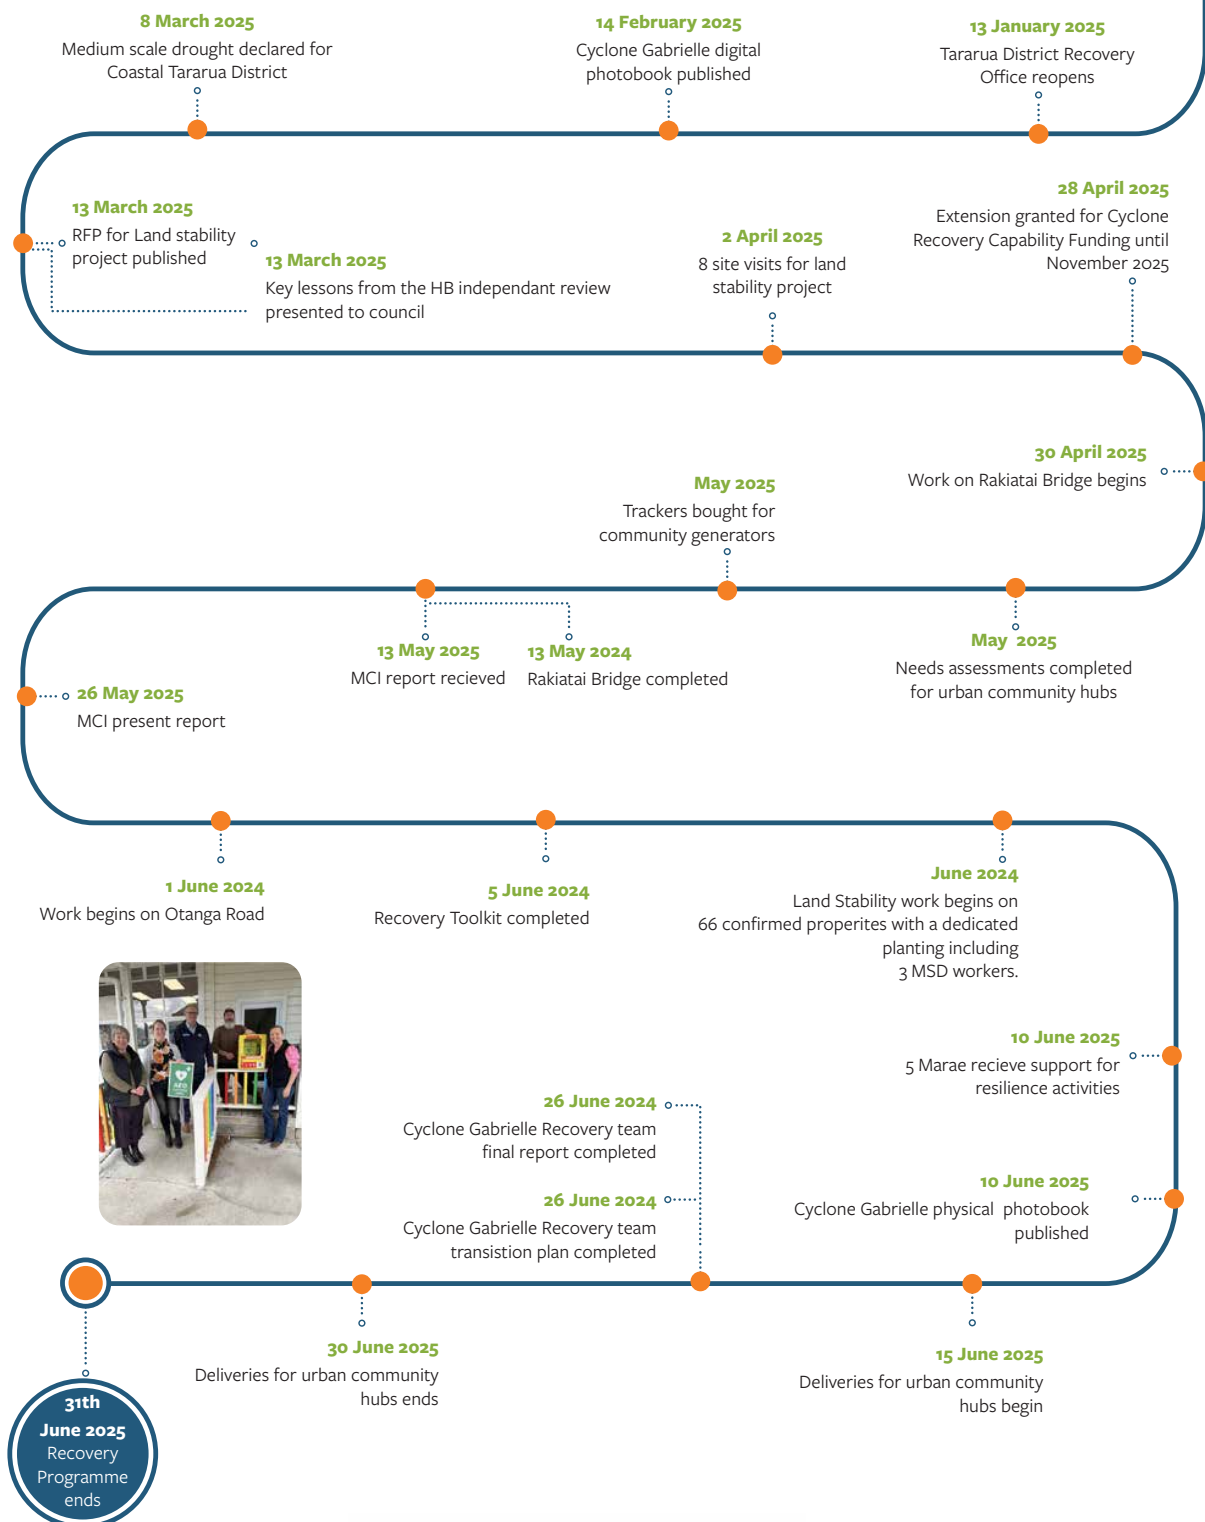 8 March 2025
Medium scale drought declared for
Coastal Tararua District
14 February 2025
Cyclone Gabrielle digital
photobook published
13 January 2025
Tararua District Recovery
Office reopens
13 March 2025
RFP for Land stability
project published
13 March 2025
Key lessons from the HB independant review
presented to council
2 April 2025
8 site visits for land
stability project
28 April 2025
Extension granted for Cyclone
Recovery Capability Funding until
November 2025
30 April 2025
Work on Rakiatai Bridge begins
May 2025
Trackers bought for
community generators
May 2025
Needs assessments completed
for urban community hubs
13 May 2025
MCI report recieved
13 May 2024
Rakiatai Bridge completed
26 May 2025
MCI present report
1 June 2024
Work begins on Otanga Road
5 June 2024
Recovery Toolkit completed
June 2024
Land Stability work begins on
66 confirmed properites with a dedicated
planting including
3 MSD workers.
10 June 2025
5 Marae recieve support for
resilience activities
10 June 2025
Cyclone Gabrielle physical photobook
published
AED
26 June 2024
Cyclone Gabrielle Recovery team
final report completed
26 June 2024
Cyclone Gabrielle Recovery team
transistion plan completed
15 June 2025
Deliveries for urban community
hubs begin
30 June 2025
Deliveries for urban community
hubs ends
31th
June 2025
Recovery
Programme
ends